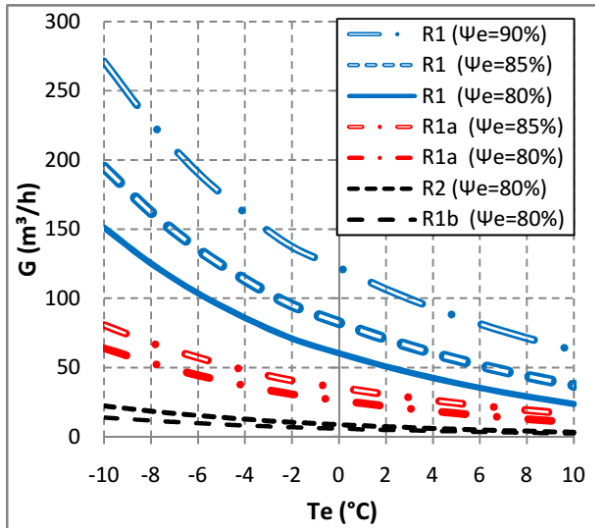 300
250
200
150
100
50
0
G (m³/h)
-10 -8 -6 -4 -2 0 2 4 6 8 10
Te (°C)
R1 (Ψe=90%)
R1 (Ψe=85%)
R1 (Ψe=80%)
R1a (Ψe=85%)
R1a (Ψe=80%)
R2 (Ψe=80%)
R1b (Ψe=80%)